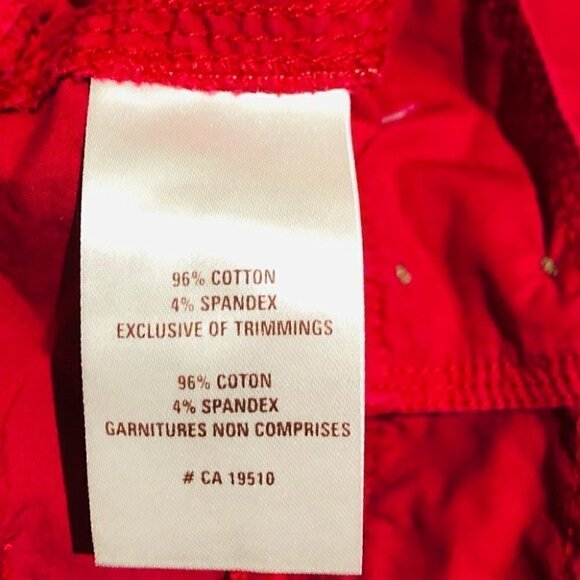 96% COTTON
4% SPANDEX
EXCLUSIVE OF TRIMMINGS
96% COTON
4% SPANDEX
GARNITURES NON COMPRISES
# CA 19510